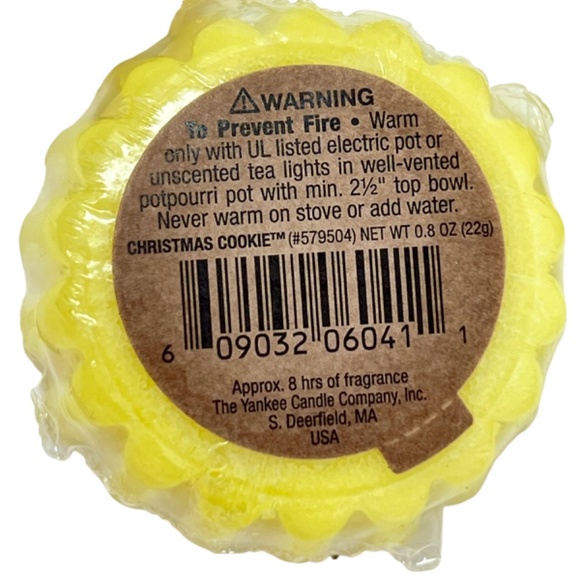 ⚠WARNING
To Prevent Fire • Warm
only with UL listed electric pot or
unscented tea lights in well-vented
potpourri pot with min. 2½" top bowl.
Never warm on stove or add water.
CHRISTMAS COOKIE™ (#579504) NET WT 0.8 OZ (22g)
6 09032 06041 1
Approx. 8 hrs of fragrance
The Yankee Candle Company, Inc.
S. Deerfield, MA
USA